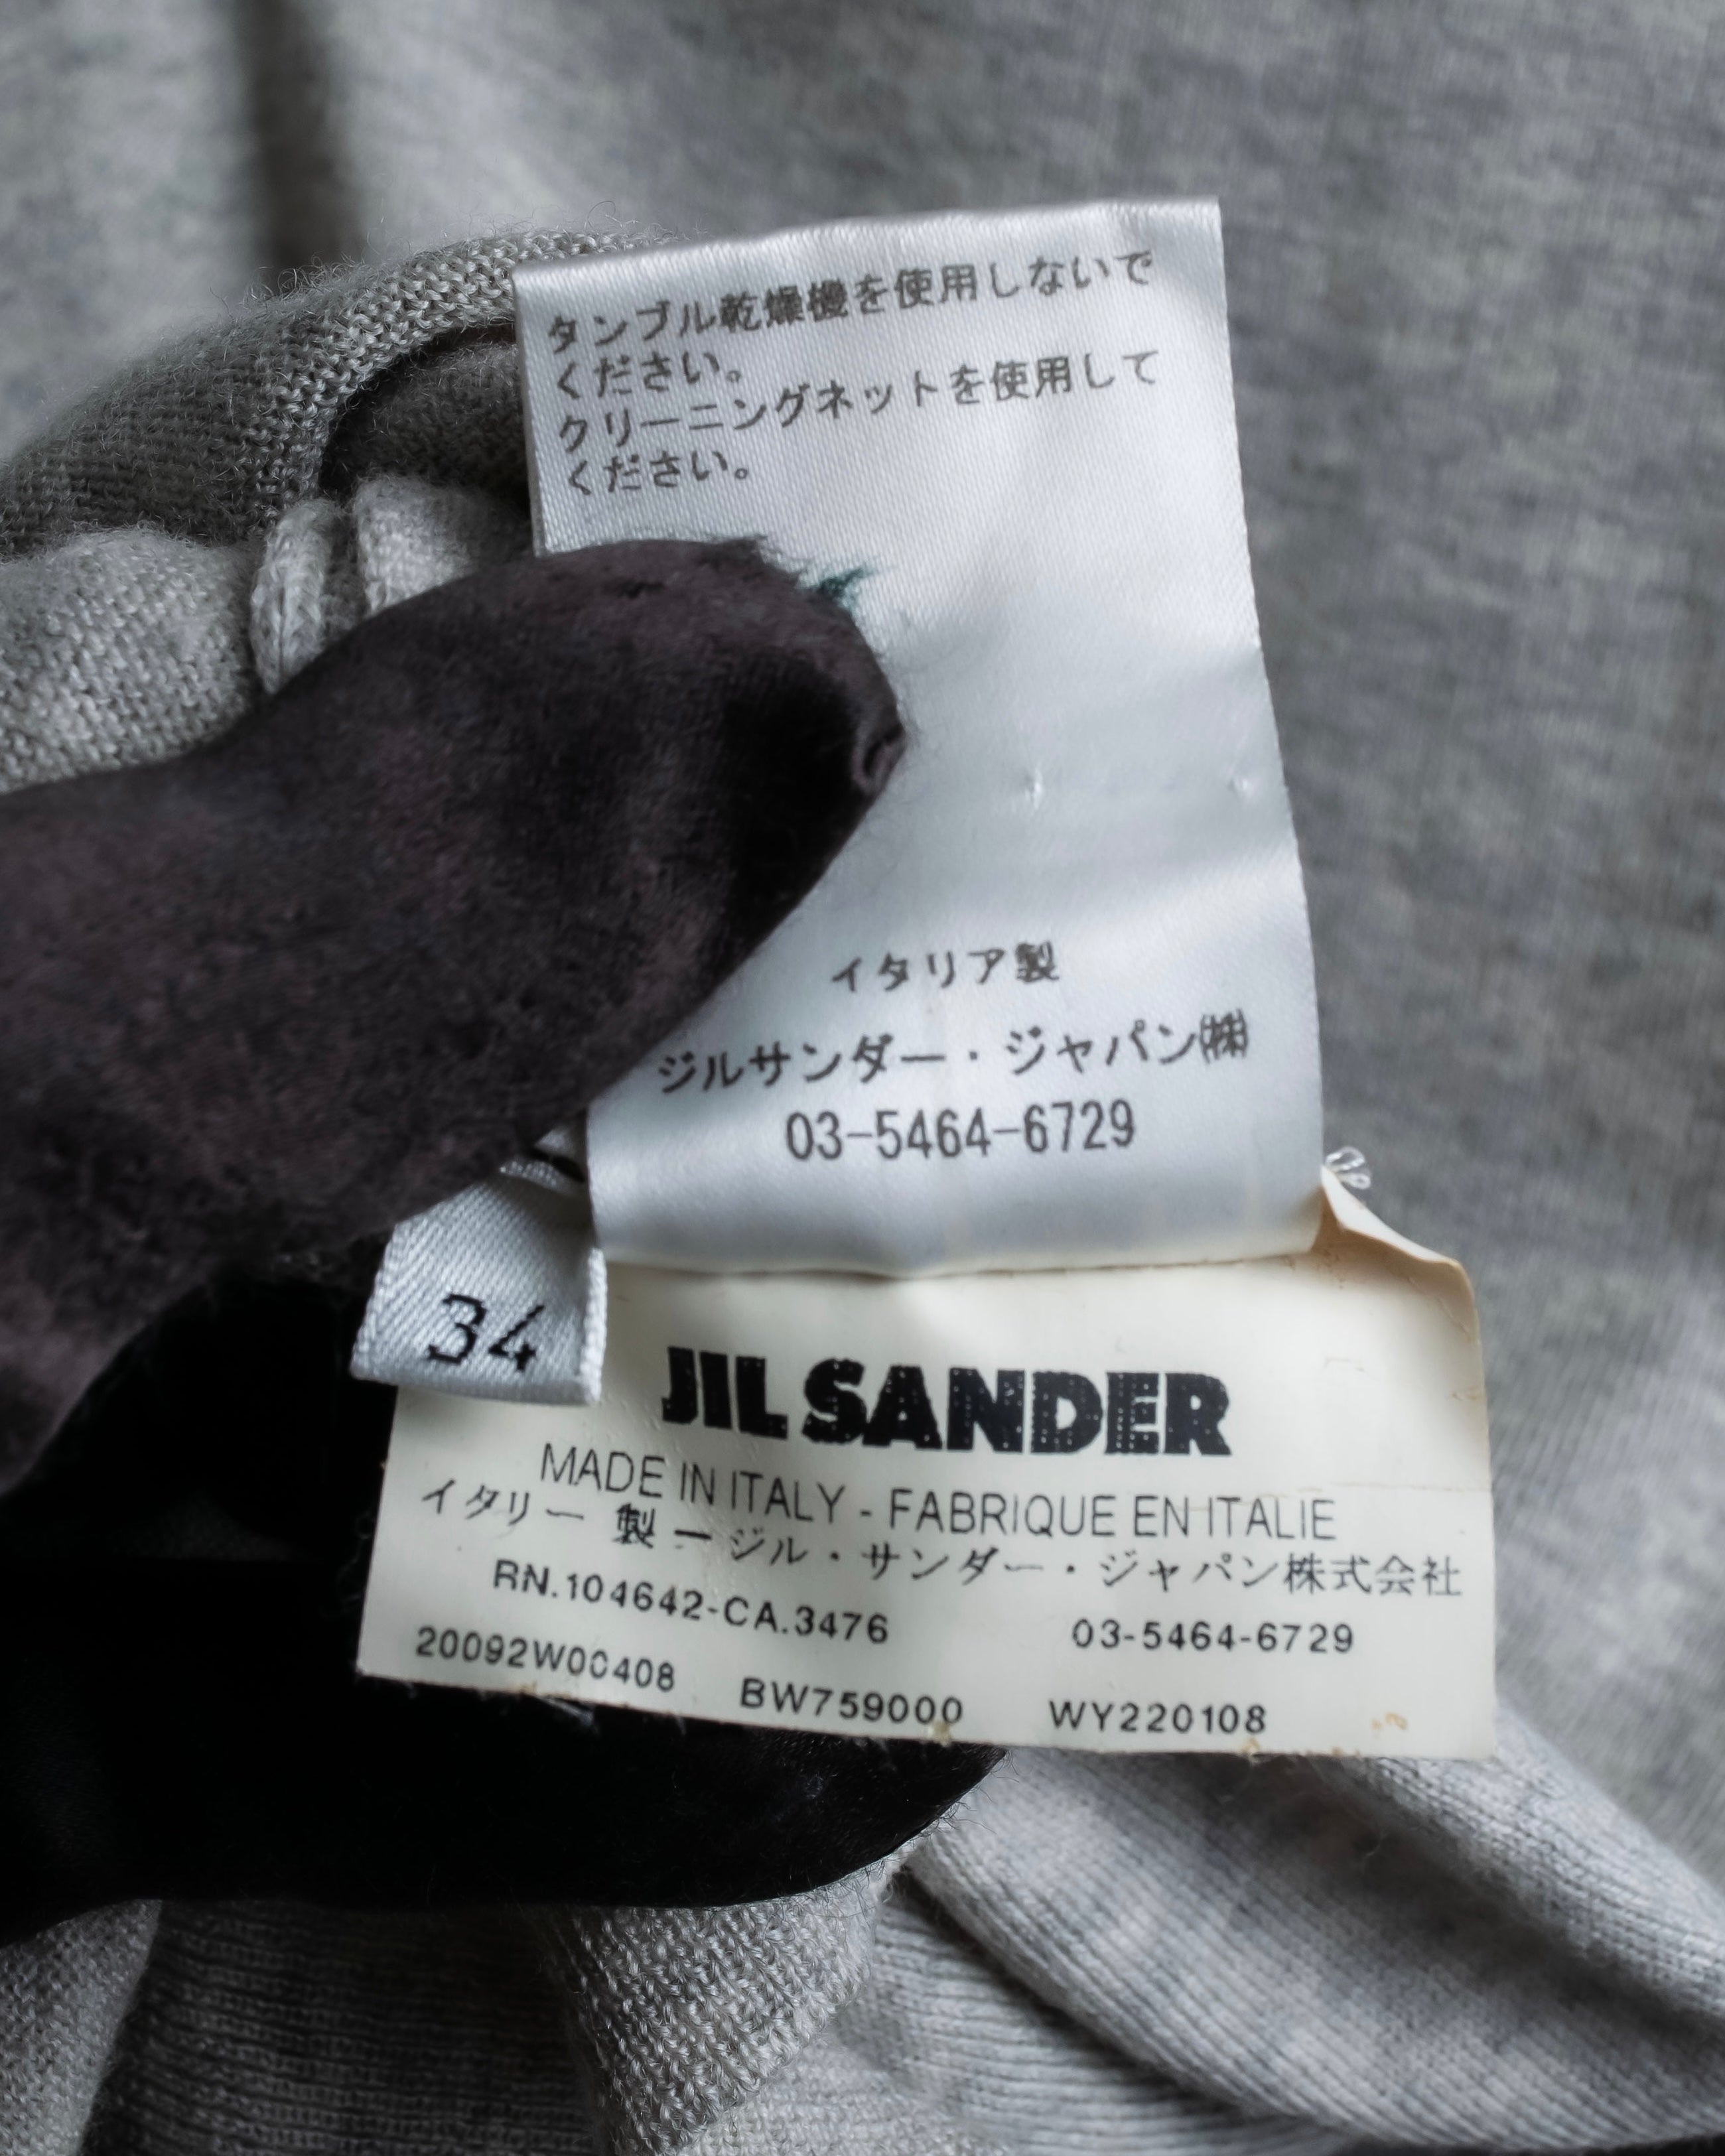 タンブル乾燥機を使用しないで
ください。
クリーニングネットを使用して
ください。
イタリア製
ジルサンダー・ジャパン㈱
03-5464-6729
34
JIL SANDER
MADE IN ITALY - FABRIQUE EN ITALIE
イタリー 製 ー ジル・サンダー・ジャパン株式会社
RN.104642-CA.3476 03-5464-6729
20092W00408 BW759000 WY220108